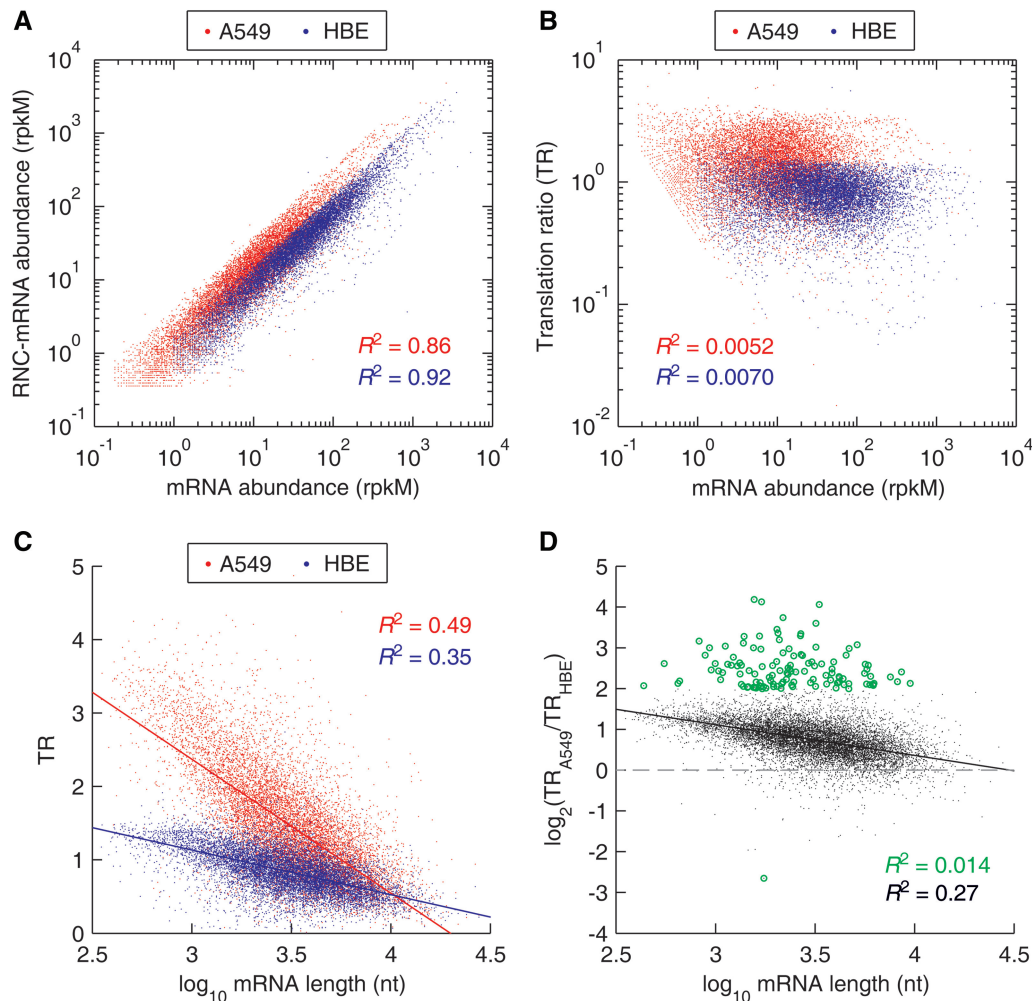 A
A549 HBE
RNC-mRNA abundance (rpkM)
10^4
10^3
10^2
10^1
10^0
10^-1
R^2 = 0.86
R^2 = 0.92
10^-1 10^0 10^1 10^2 10^3 10^4
mRNA abundance (rpkM)
B
A549 HBE
Translation ratio (TR)
10^1
10^0
10^-1
10^-2
R^2 = 0.0052
R^2 = 0.0070
10^-1 10^0 10^1 10^2 10^3 10^4
mRNA abundance (rpkM)
C
A549 HBE
TR
5
4
3
2
1
0
R^2 = 0.49
R^2 = 0.35
2.5 3 3.5 4 4.5
log10 mRNA length (nt)
D
log2(TRA549/TRHBE)
5
4
3
2
1
0
-1
-2
-3
-4
R^2 = 0.014
R^2 = 0.27
2.5 3 3.5 4 4.5
log10 mRNA length (nt)